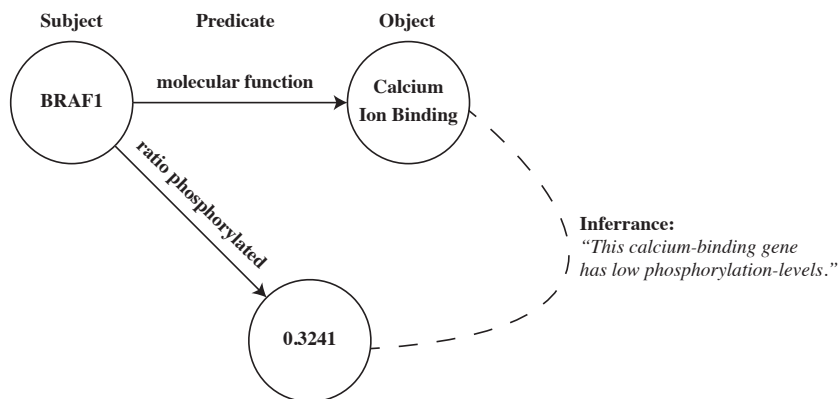 Subject Predicate Object
BRAF1
molecular function
Calcium
Ion Binding
ratio phosphorylated
Inferrance:
“This calcium-binding gene
has low phosphorylation-levels.”
0.3241